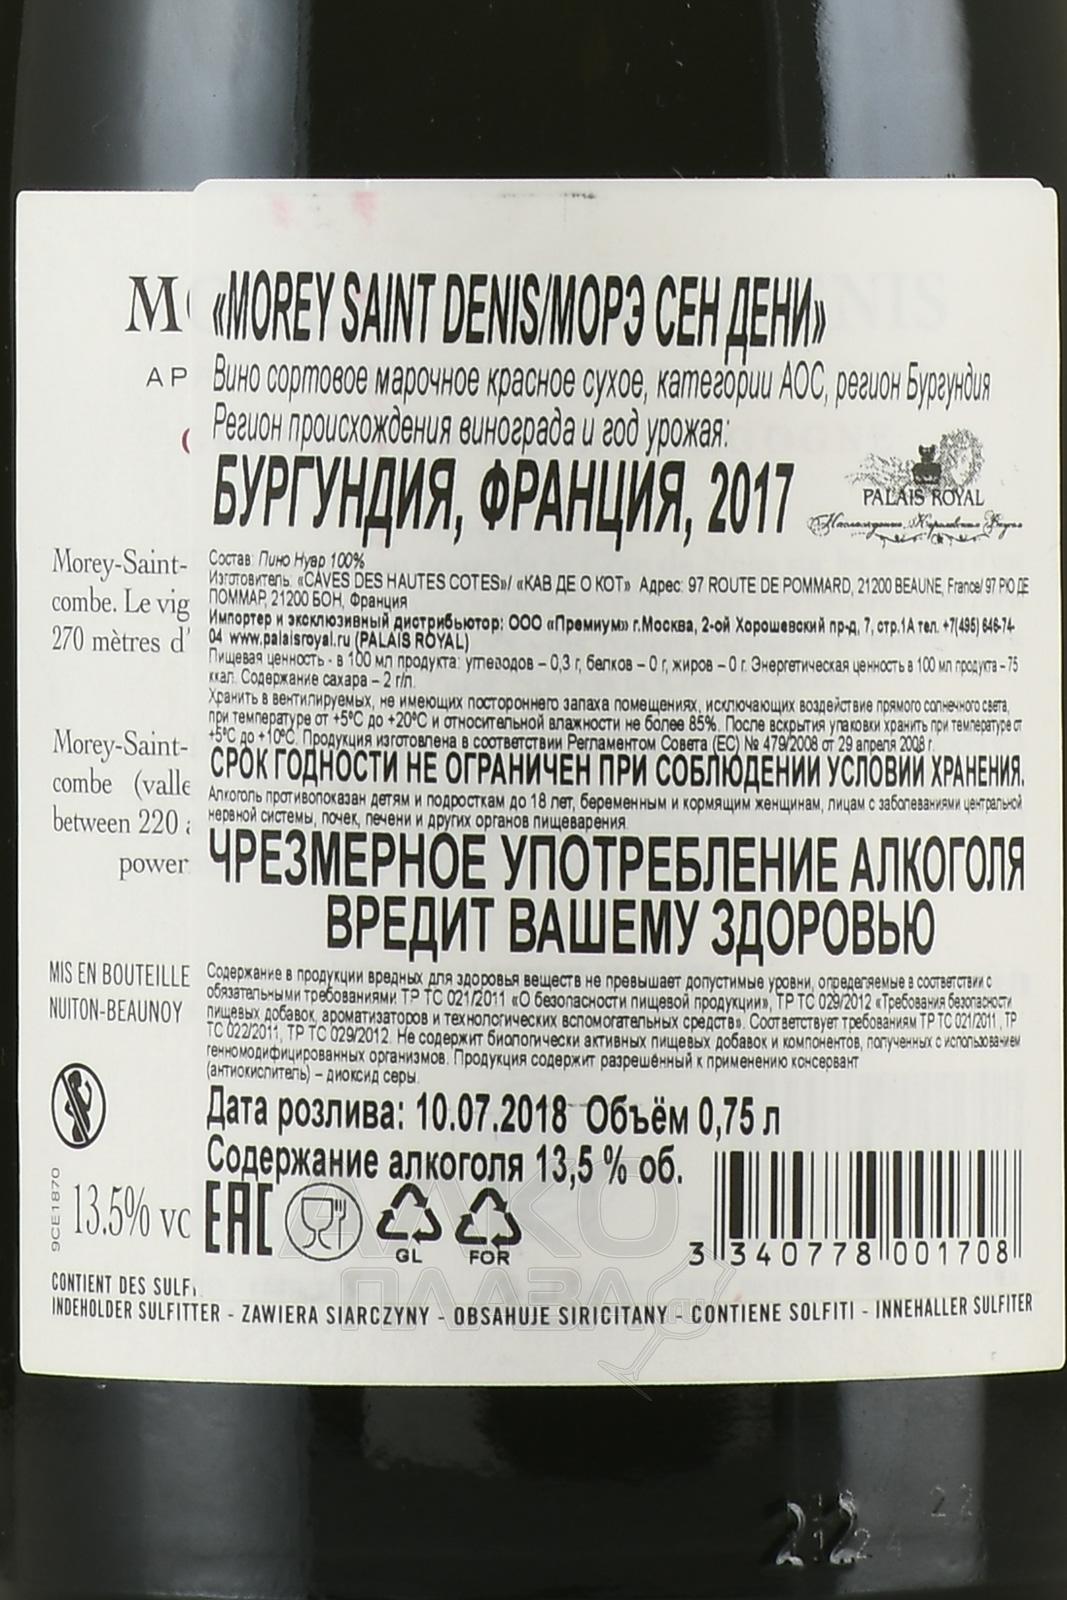 M
«MOREY SAINT DENIS/МОРЭ СЕН ДЕНИ»
NIS
AP
Вино сортовое марочное красное сухое, категории АОС, регион Бургундия
Регион происхождения винограда и год урожая:
БУРГУНДИЯ, ФРАНЦИЯ, 2017
PALAIS ROYAL
Состав: Пино Нуар 100%
Изготовитель: «CAVES DES HAUTES COTES»/ «КАВ ДЕ О КОТ» Адрес: 97 ROUTE DE POMMARD, 21200 BEAUNE, France/ 97 РЮ ДЕ
ПОММАР, 21200 БОН, Франция
Импортер и эксклюзивный дистрибьютор: ООО «Премиум» г.Москва, 2-ой Хорошевский пр-д, 7, стр.1А тел. +7(495) 646-74-
04 www.palaisroyal.ru (PALAIS ROYAL)
Пищевая ценность - в 100 мл продукта: углеводов – 0,3 г, белков – 0 г, жиров – 0 г. Энергетическая ценность в 100 мл продукта – 75
ккал. Содержание сахара – 2 г/л.
Хранить в вентилируемых, не имеющих постороннего запаха помещениях, исключающих воздействие прямого солнечного света,
при температуре от +5°С до +20°С и относительной влажности не более 85%. После вскрытия упаковки хранить при температуре от
+5°С до +10°С. Продукция изготовлена в соответствии Регламентом Совета (ЕС) № 479/2008 от 29 апреля 2008 г.
СРОК ГОДНОСТИ НЕ ОГРАНИЧЕН ПРИ СОБЛЮДЕНИИ УСЛОВИЙ ХРАНЕНИЯ.
Алкоголь противопоказан детям и подросткам до 18 лет, беременным и кормящим женщинам, лицам с заболеваниями центральной
нервной системы, почек, печени и других органов пищеварения.
ЧРЕЗМЕРНОЕ УПОТРЕБЛЕНИЕ АЛКОГОЛЯ
ВРЕДИТ ВАШЕМУ ЗДОРОВЬЮ
Содержание в продукции вредных для здоровья веществ не превышает допустимые уровни, определяемые в соответствии с
обязательными требованиями ТР ТС 021/2011 «О безопасности пищевой продукции», ТР ТС 029/2012 «Требования безопасности
пищевых добавок, ароматизаторов и технологических вспомогательных средств». Соответствует требованиям ТР ТС 021/2011, ТР
ТС 022/2011, ТР ТС 029/2012. Не содержит биологически активных пищевых добавок и компонентов, полученных с использованием
генномодифицированных организмов. Продукция содержит разрешённый к применению консервант
(антиокислитель) – диоксид серы.
Дата розлива: 10.07.2018 Объём 0,75 л
Содержание алкоголя 13,5 % об.
EAC
GL
FOR
3 340778 001708
Morey-Saint-
combe. Le vig
270 mètres d'
Morey-Saint-
combe (valle
between 220 a
power
MIS EN BOUTEILLE
NUITON-BEAUNOY
9CE1870
13.5% vo
CONTIENT DES SULF
INDEHOLDER SULFITTER - ZAWIERA SIARCZYNY - OBSAHUJE SIRICITANY - CONTIENE SOLFITI - INNEHALLER SULFITER
АЛКО
ПЛАЗА.ru
22